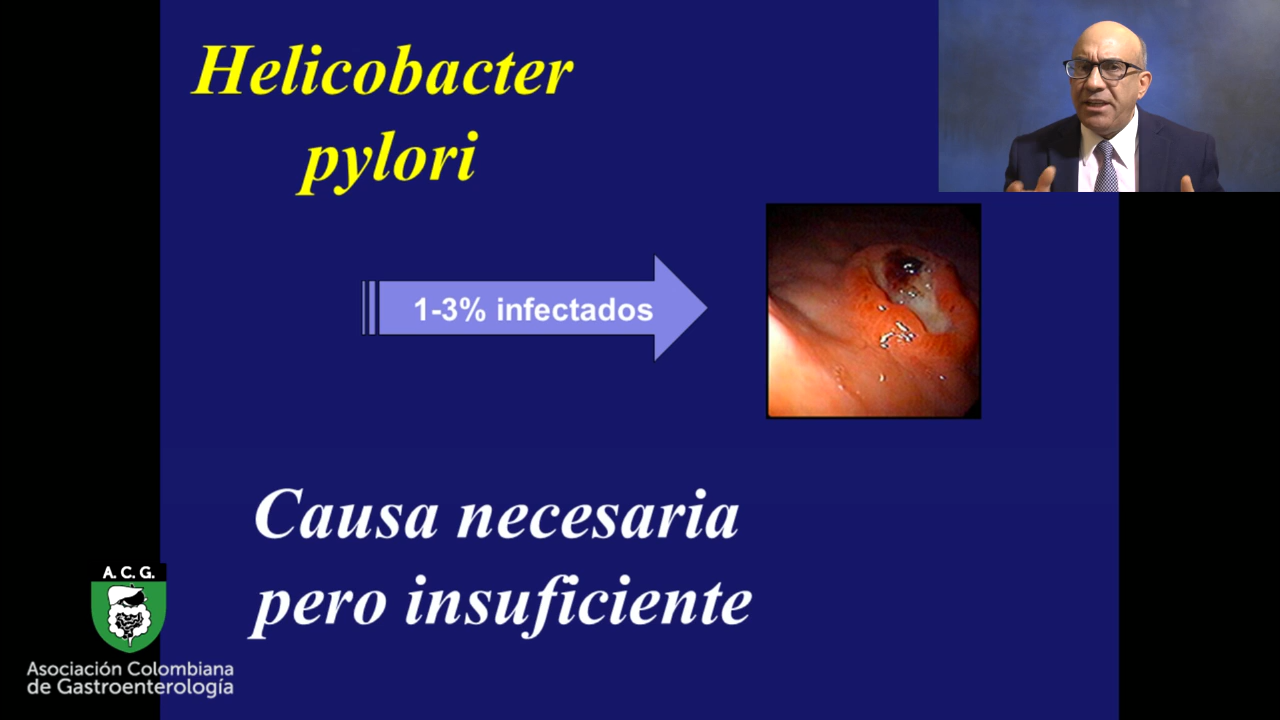 Helicobacter
pylori
1-3% infectados
Causa necesaria
pero insuficiente
A. C. G.
Asociación Colombiana
de Gastroenterología